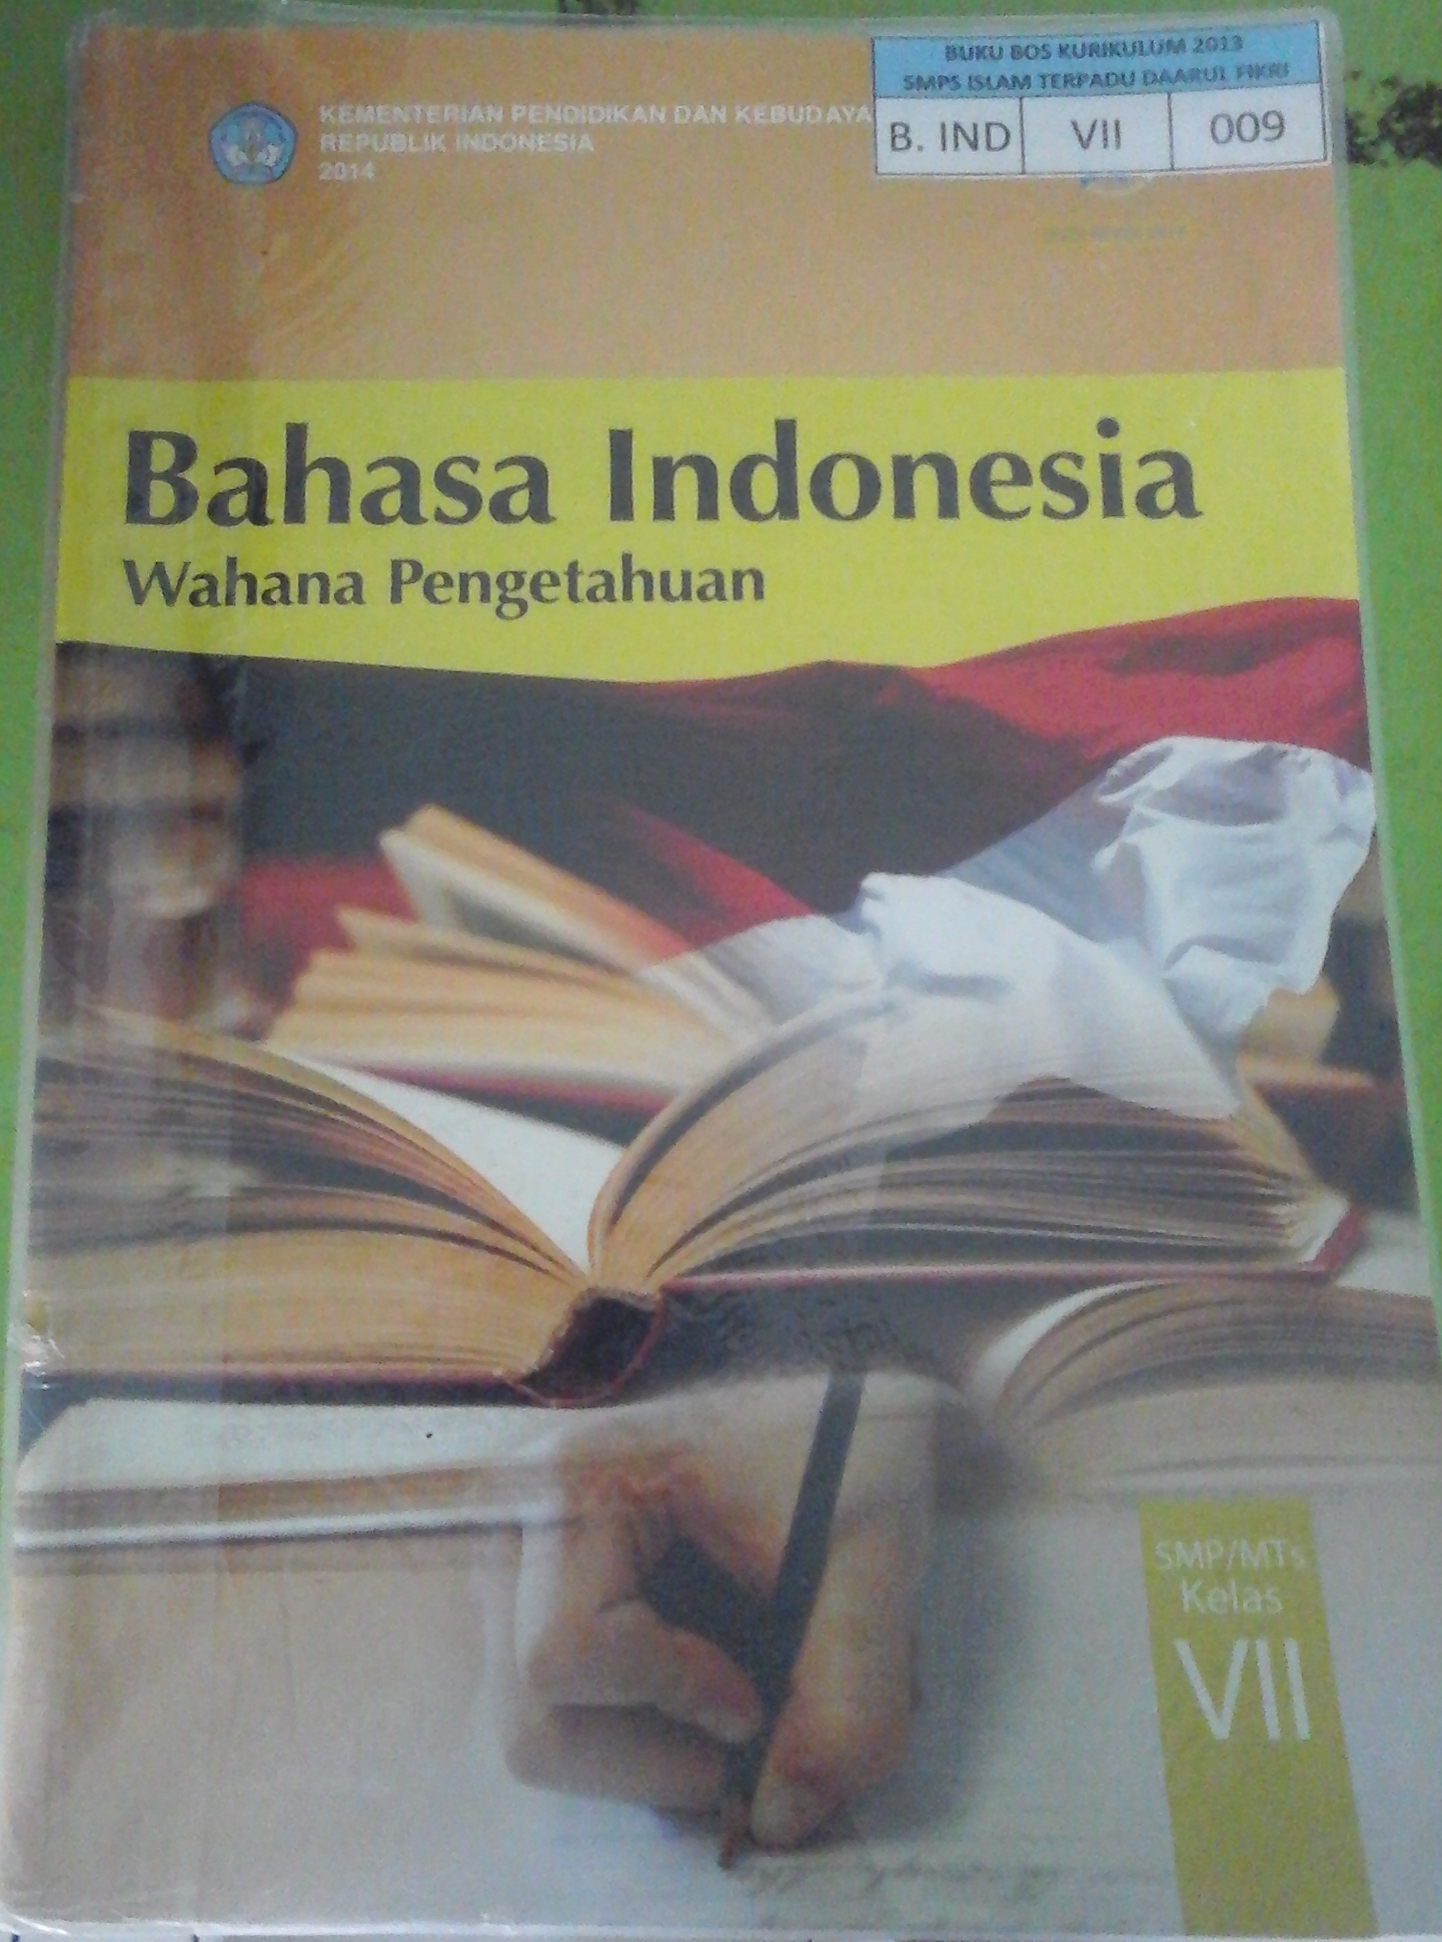 BUKU BOS KURIKULUM 2013
SMPS ISLAM TERPADU DAARUL FIKRI
B. IND VII 009
KEMENTERIAN PENDIDIKAN DAN KEBUDAYA
REPUBLIK INDONESIA
2014
Bahasa Indonesia
Wahana Pengetahuan
SMP/MTs
Kelas
VII